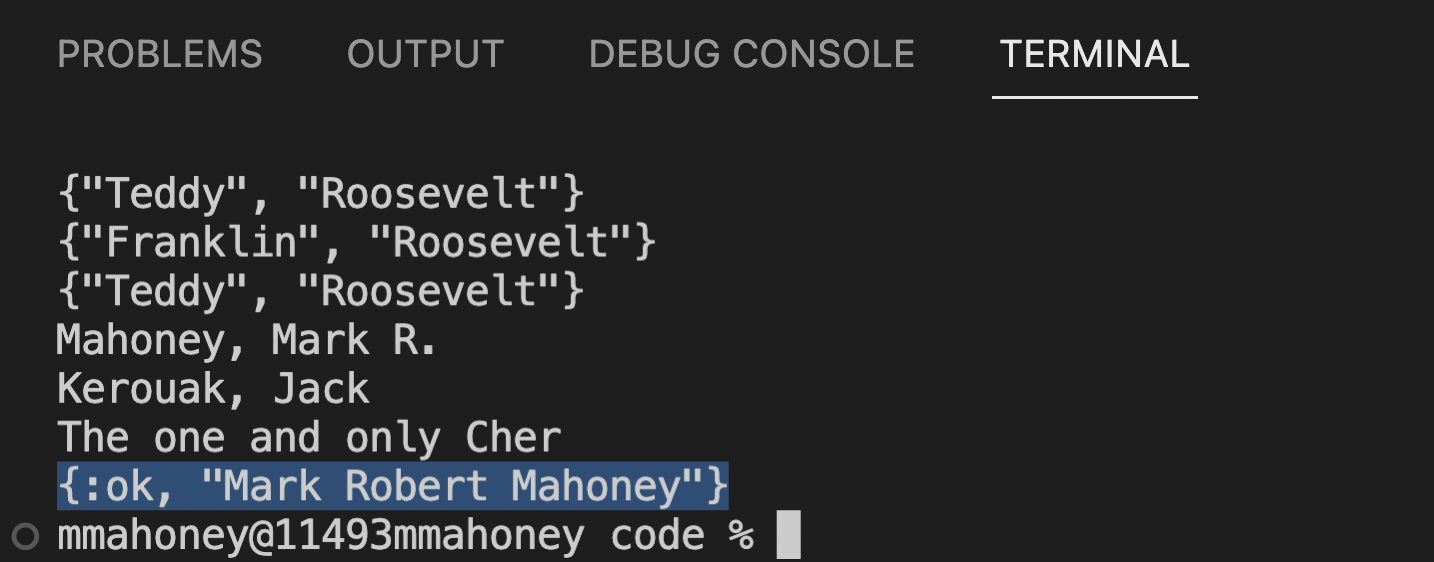 PROBLEMS OUTPUT DEBUG CONSOLE TERMINAL
{"Teddy", "Roosevelt"}
{"Franklin", "Roosevelt"}
{"Teddy", "Roosevelt"}
Mahoney, Mark R.
Kerouak, Jack
The one and only Cher
{:ok, "Mark Robert Mahoney"}
mmahoney@11493mmahoney code %